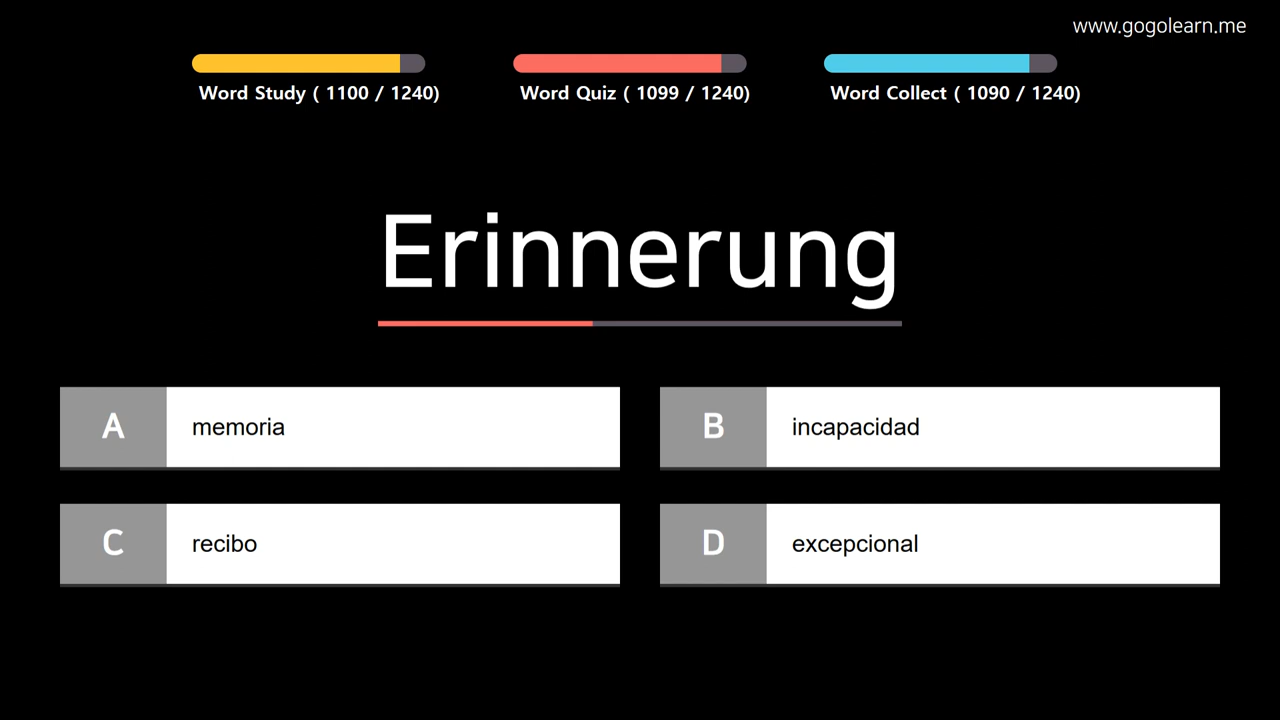 www.gogolearn.me
Word Study ( 1100 / 1240)
Word Quiz ( 1099 / 1240)
Word Collect ( 1090 / 1240)
Erinnerung
A memoria
B incapacidad
C recibo
D excepcional